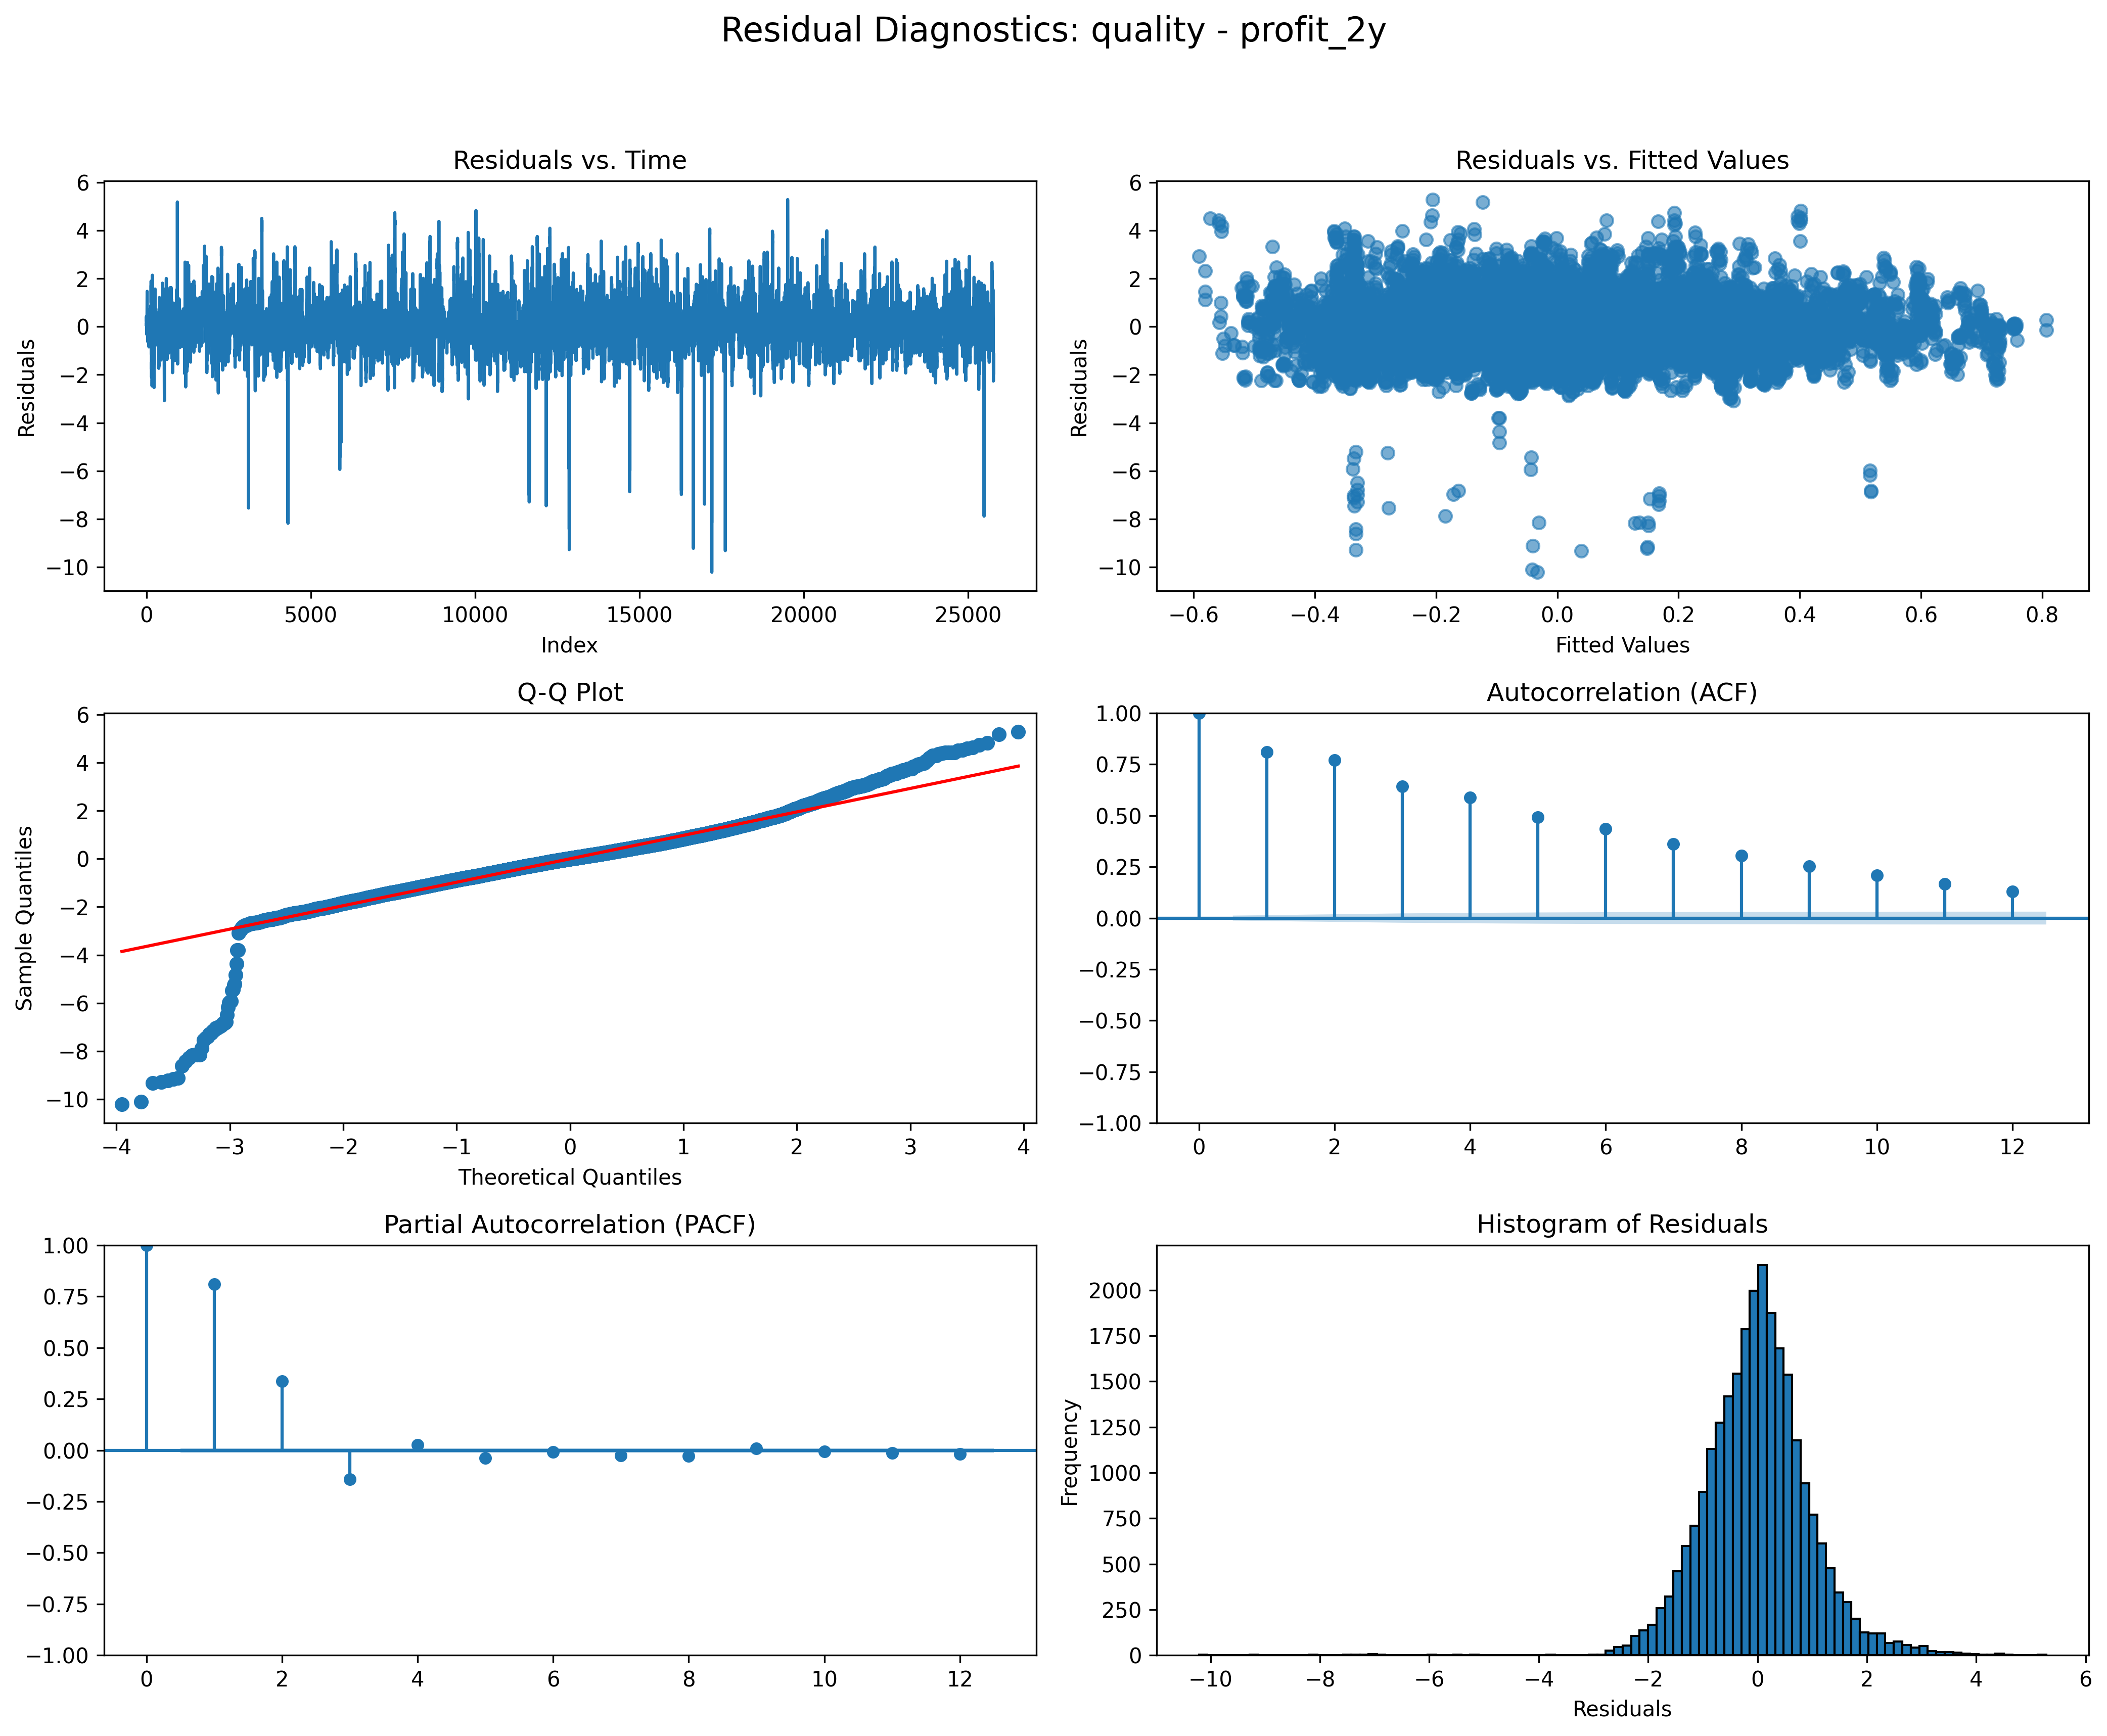 Residual Diagnostics: quality - profit_2y
Residuals vs. Time
6
4
2
0
−2
−4
−6
−8
−10
Residuals
0 5000 10000 15000 20000 25000
Index
Residuals vs. Fitted Values
6
4
2
0
−2
−4
−6
−8
−10
Residuals
−0.6 −0.4 −0.2 0.0 0.2 0.4 0.6 0.8
Fitted Values
Q-Q Plot
6
4
2
0
−2
−4
−6
−8
−10
Sample Quantiles
−4 −3 −2 −1 0 1 2 3 4
Theoretical Quantiles
Autocorrelation (ACF)
1.00
0.75
0.50
0.25
0.00
−0.25
−0.50
−0.75
−1.00
0 2 4 6 8 10 12
Partial Autocorrelation (PACF)
1.00
0.75
0.50
0.25
0.00
−0.25
−0.50
−0.75
−1.00
0 2 4 6 8 10 12
Histogram of Residuals
2000
1750
1500
1250
1000
750
500
250
0
Frequency
−10 −8 −6 −4 −2 0 2 4 6
Residuals